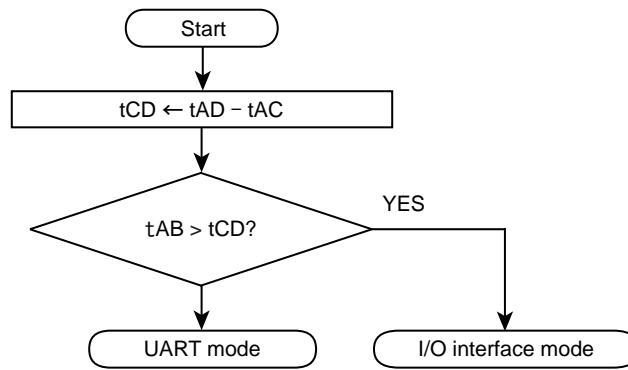 Start
tCD ← tAD − tAC
YES
tAB > tCD?
UART mode
I/O interface mode